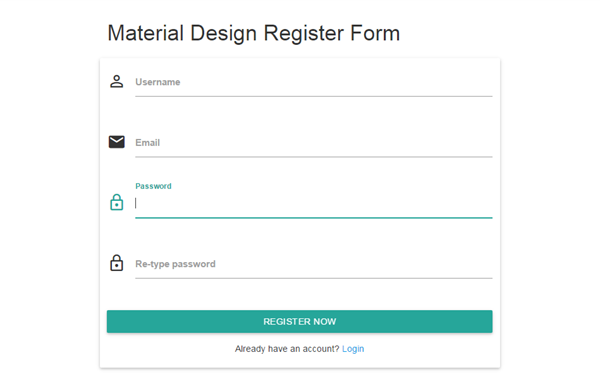 Material Design Register Form
Username
Email
Password
Re-type password
REGISTER NOW
Already have an account? Login